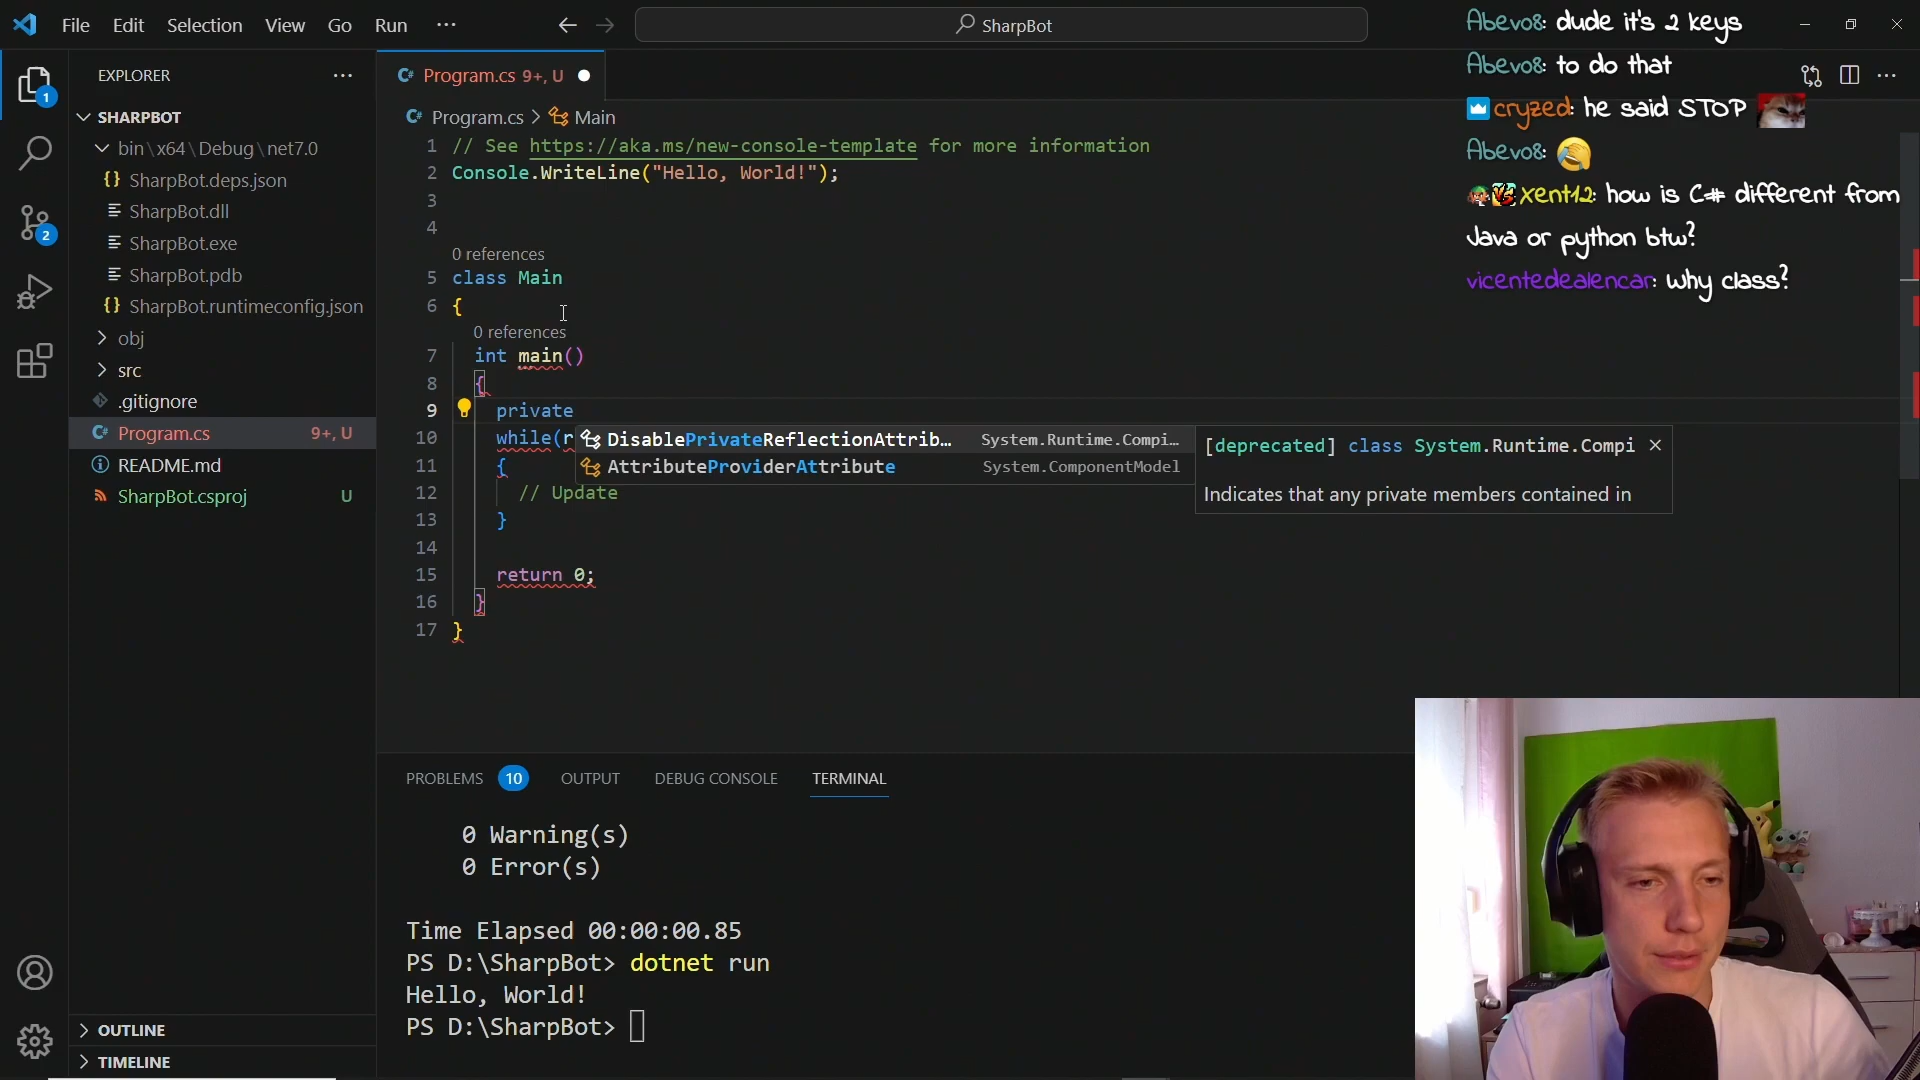 File Edit Selection View Go Run ···
SharpBot
EXPLORER ···
SHARPBOT
bin\x64\Debug\net7.0
SharpBot.deps.json
SharpBot.dll
SharpBot.exe
SharpBot.pdb
SharpBot.runtimeconfig.json
obj
src
.gitignore
Program.cs 9+, U
README.md
SharpBot.csproj U
OUTLINE
TIMELINE
1
2
Program.cs 9+, U
Program.cs > Main
1 // See https://aka.ms/new-console-template for more information
2 Console.WriteLine("Hello, World!");
3
4
0 references
5 class Main
6 {
0 references
7 int main()
8 {
9 private
10 while(r
11 {
12 // Update
13 }
14
15 return 0;
16 }
17 }
DisablePrivateReflectionAttrib… System.Runtime.Compi…
AttributeProviderAttribute System.ComponentModel
[deprecated] class System.Runtime.Compi
Indicates that any private members contained in
PROBLEMS 10 OUTPUT DEBUG CONSOLE TERMINAL
0 Warning(s)
0 Error(s)
Time Elapsed 00:00:00.85
PS D:\SharpBot> dotnet run
Hello, World!
PS D:\SharpBot>
Abevo8: dude it's 2 keys
Abevo8: to do that
cryzed: he said STOP
Abevo8:
xent12: how is C# different from
Java or python btw?
vicentedealencar: why class?